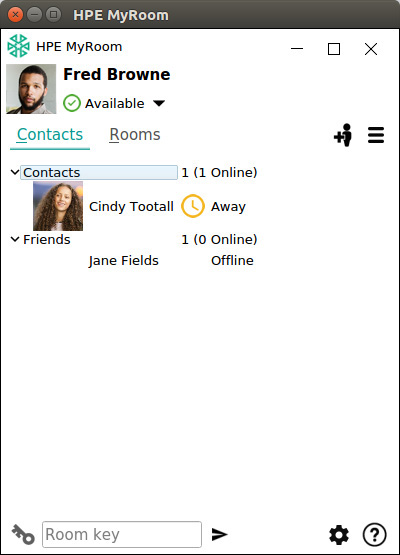 HPE MyRoom
HPE MyRoom
Fred Browne
Available
Contacts Rooms
Contacts 1 (1 Online)
Cindy Tootall Away
Friends 1 (0 Online)
Jane Fields Offline
Room key